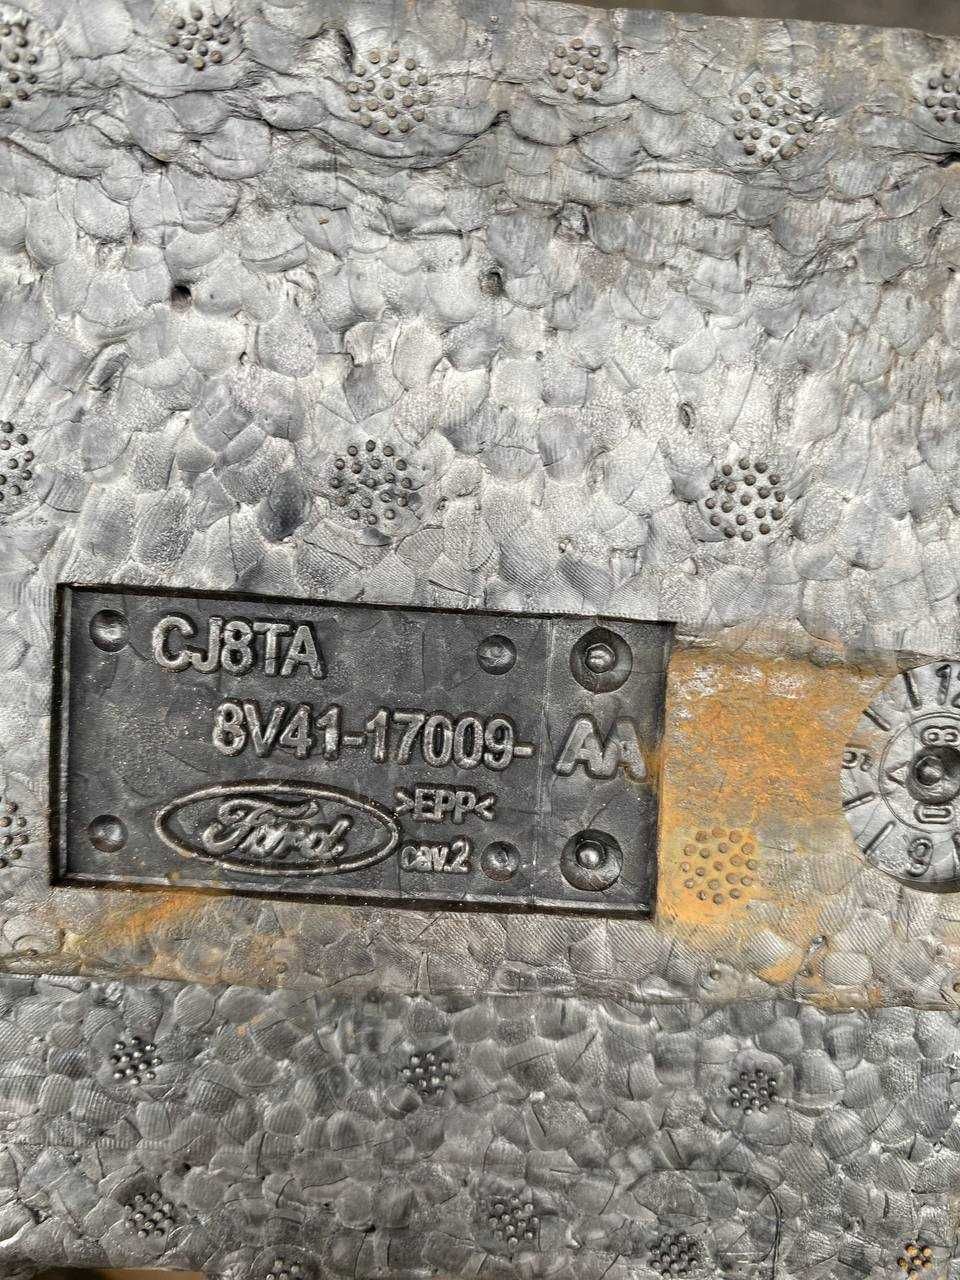 CJ8TA
8V41-17009-AA
Ford
>EPP<
cav.2